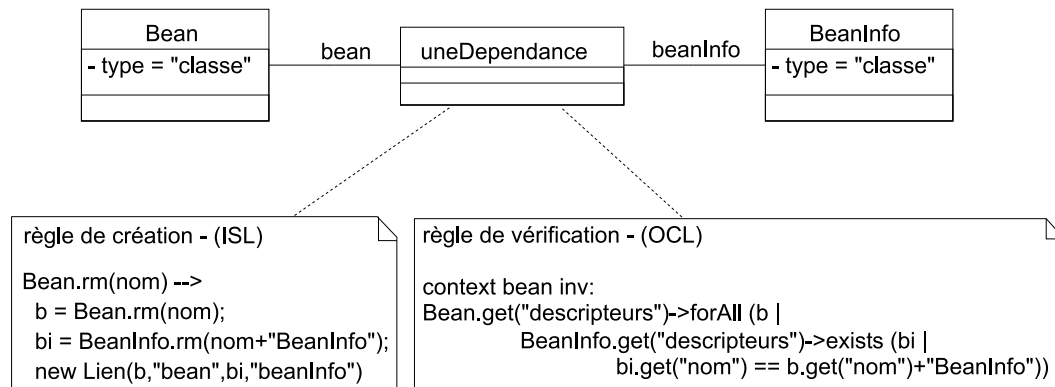 Bean
- type = "classe"
bean
uneDependance
beanInfo
BeanInfo
- type = "classe"
règle de création - (ISL)
Bean.rm(nom) -->
b = Bean.rm(nom);
bi = BeanInfo.rm(nom+"BeanInfo");
new Lien(b,"bean",bi,"beanInfo")
règle de vérification - (OCL)
context bean inv:
Bean.get("descripteurs")->forAll (b |
BeanInfo.get("descripteurs")->exists (bi |
bi.get("nom") == b.get("nom")+"BeanInfo"))